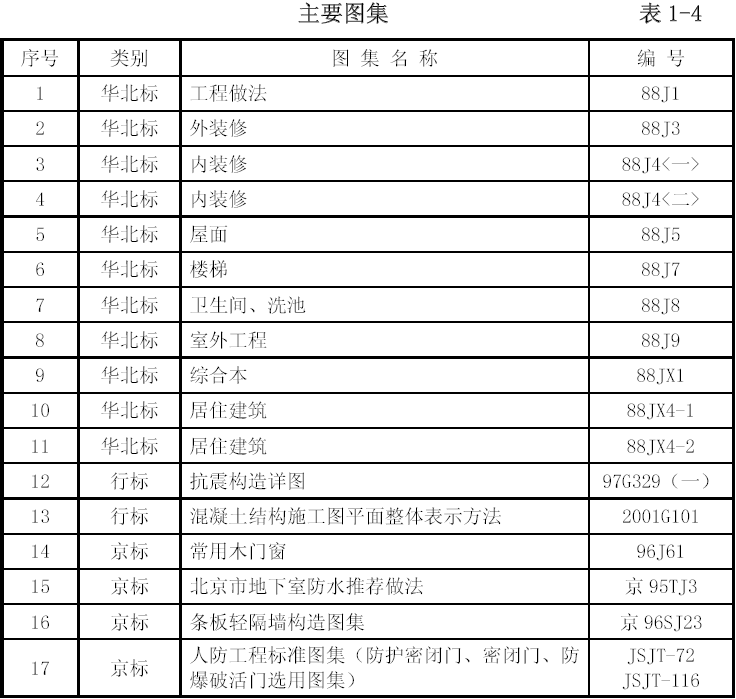 主要图集 表1-4
序号 类别 图集名称 编号
1 华北标 工程做法 88J1
2 华北标 外装修 88J3
3 华北标 内装修 88J4<一>
4 华北标 内装修 88J4<二>
5 华北标 屋面 88J5
6 华北标 楼梯 88J7
7 华北标 卫生间、洗池 88J8
8 华北标 室外工程 88J9
9 华北标 综合本 88JX1
10 华北标 居住建筑 88JX4-1
11 华北标 居住建筑 88JX4-2
12 行标 抗震构造详图 97G329（一）
13 行标 混凝土结构施工图平面整体表示方法 2001G101
14 京标 常用木门窗 96J61
15 京标 北京市地下室防水推荐做法 京95TJ3
16 京标 条板轻隔墙构造图集 京96SJ23
17 京标 人防工程标准图集（防护密闭门、密闭门、防 JSJT-72
爆破活门选用图集） JSJT-116